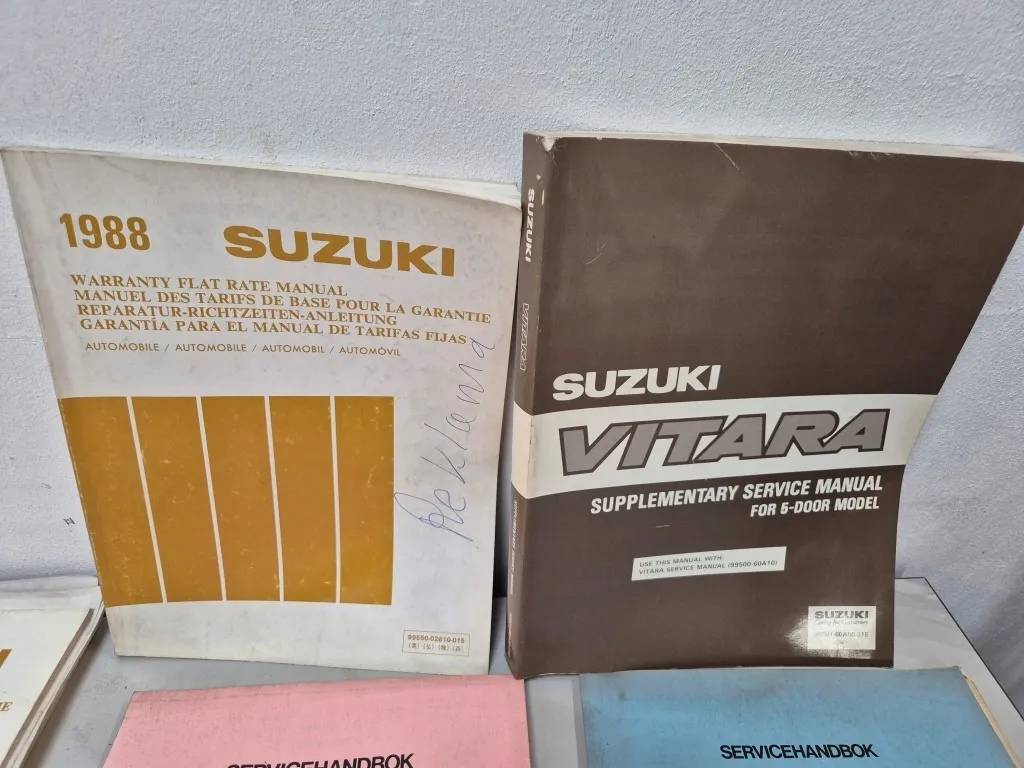 1988 SUZUKI
WARRANTY FLAT RATE MANUAL
MANUEL DES TARIFS DE BASE POUR LA GARANTIE
REPARATUR-RICHTZEITEN-ANLEITUNG
GARANTÍA PARA EL MANUAL DE TARIFAS FIJAS
AUTOMOBILE / AUTOMOBILE / AUTOMOBIL / AUTOMÓVIL
Reklama
99550-02810-015
SUZUKI
VITARA
SUZUKI
VITARA
SUPPLEMENTARY SERVICE MANUAL
FOR 5-DOOR MODEL
USE THIS MANUAL WITH:
VITARA SERVICE MANUAL (99500-60A10)
SUZUKI
SERVICEHANDBOK
SERVICEHANDBOK